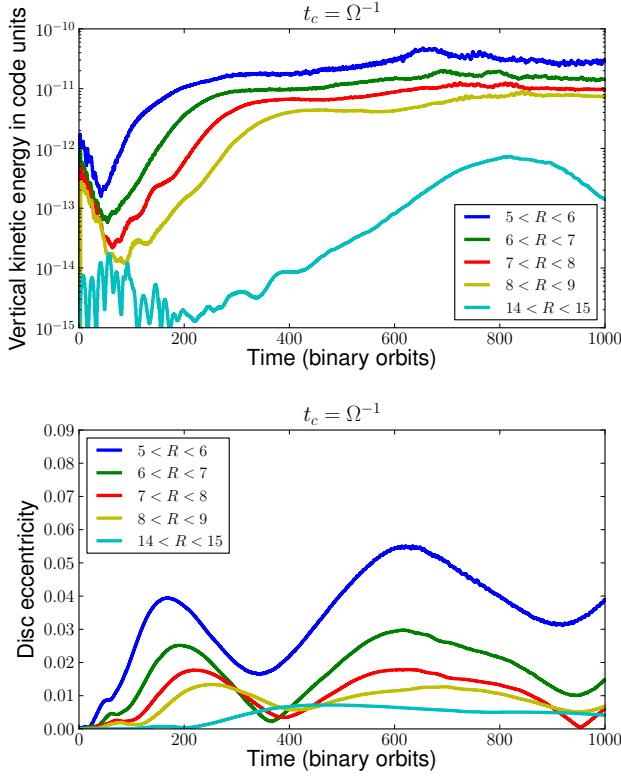 t_c = Ω^{-1}
Vertical kinetic energy in code units
10^{-10}
10^{-11}
10^{-12}
10^{-13}
10^{-14}
10^{-15}
5 < R < 6
6 < R < 7
7 < R < 8
8 < R < 9
14 < R < 15
0 200 400 600 800 1000
Time (binary orbits)
t_c = Ω^{-1}
Disc eccentricity
0.09
0.08
0.07
0.06
0.05
0.04
0.03
0.02
0.01
0.00
5 < R < 6
6 < R < 7
7 < R < 8
8 < R < 9
14 < R < 15
0 200 400 600 800 1000
Time (binary orbits)